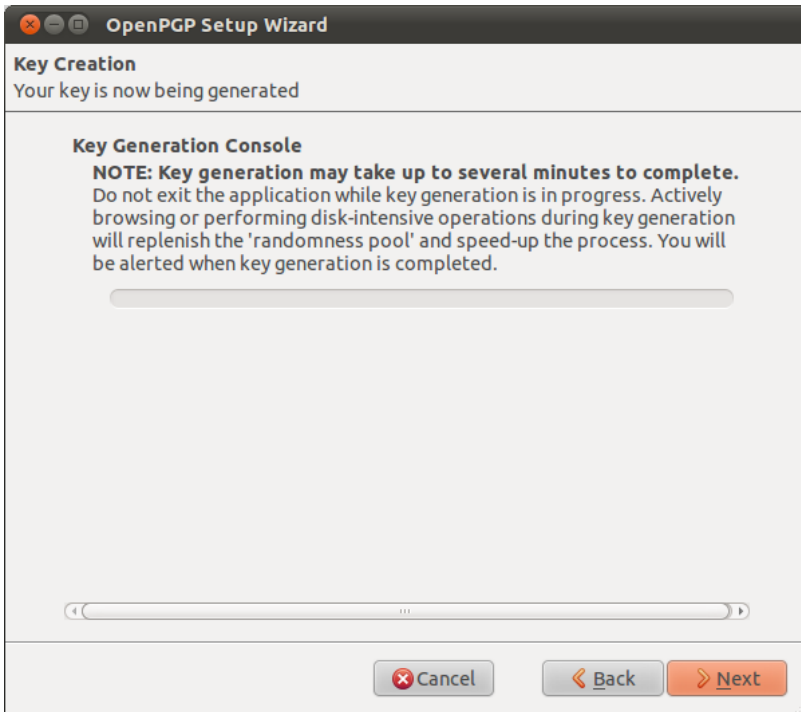 OpenPGP Setup Wizard
Key Creation
Your key is now being generated
Key Generation Console
NOTE: Key generation may take up to several minutes to complete.
Do not exit the application while key generation is in progress. Actively
browsing or performing disk-intensive operations during key generation
will replenish the 'randomness pool' and speed-up the process. You will
be alerted when key generation is completed.
Cancel
Back
Next